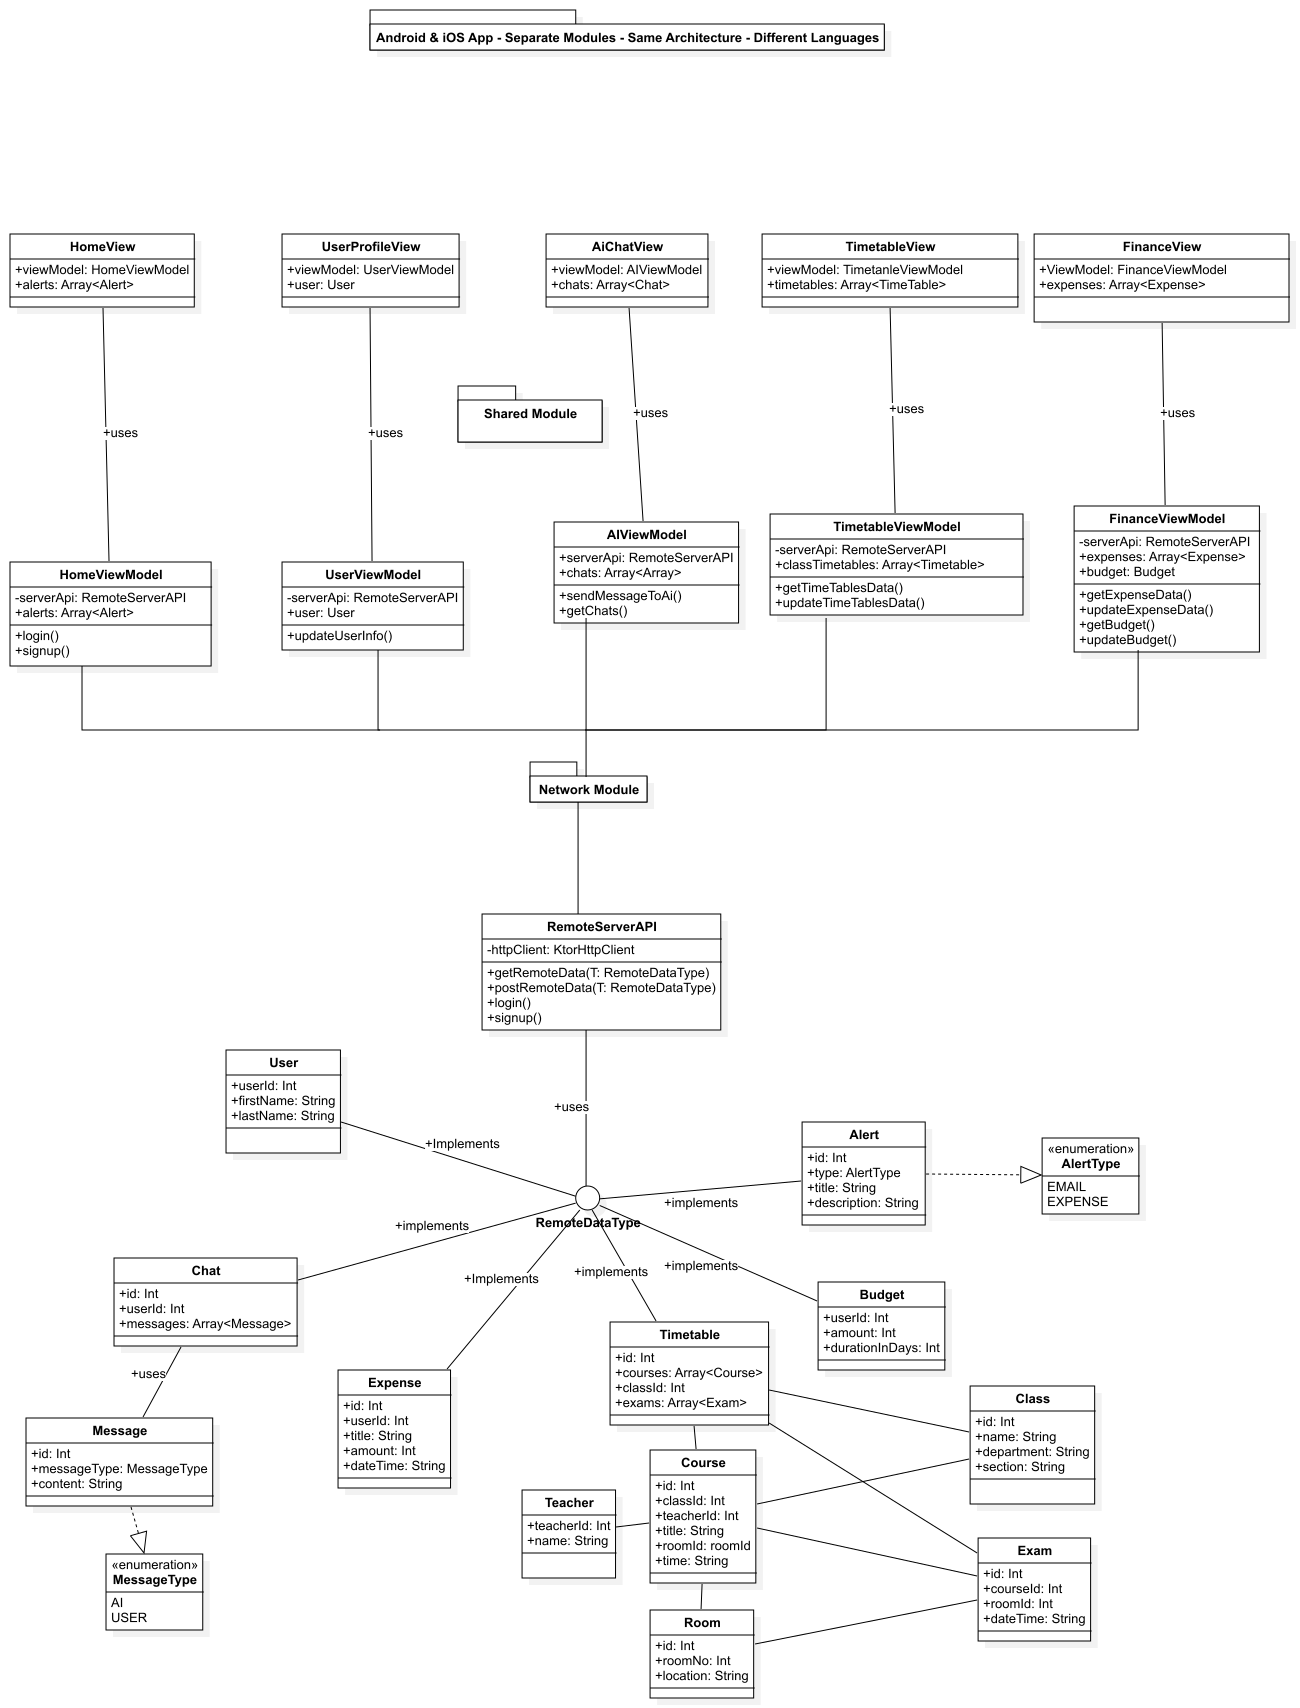 Android & iOS App - Separate Modules - Same Architecture - Different Languages
HomeView
+viewModel: HomeViewModel
+alerts: Array<Alert>
UserProfileView
+viewModel: UserViewModel
+user: User
AiChatView
+viewModel: AIViewModel
+chats: Array<Chat>
TimetableView
+viewModel: TimetanleViewModel
+timetables: Array<TimeTable>
FinanceView
+ViewModel: FinanceViewModel
+expenses: Array<Expense>
Shared Module
+uses
+uses
+uses
+uses
+uses
HomeViewModel
-serverApi: RemoteServerAPI
+alerts: Array<Alert>
+login()
+signup()
UserViewModel
-serverApi: RemoteServerAPI
+user: User
+updateUserInfo()
AIViewModel
+serverApi: RemoteServerAPI
+chats: Array<Array>
+sendMessageToAi()
+getChats()
TimetableViewModel
-serverApi: RemoteServerAPI
+classTimetables: Array<Timetable>
+getTimeTablesData()
+updateTimeTablesData()
FinanceViewModel
-serverApi: RemoteServerAPI
+expenses: Array<Expense>
+budget: Budget
+getExpenseData()
+updateExpenseData()
+getBudget()
+updateBudget()
Network Module
RemoteServerAPI
-httpClient: KtorHttpClient
+getRemoteData(T: RemoteDataType)
+postRemoteData(T: RemoteDataType)
+login()
+signup()
+uses
User
+userId: Int
+firstName: String
+lastName: String
+Implements
Alert
+id: Int
+type: AlertType
+title: String
+description: String
«enumeration»
AlertType
EMAIL
EXPENSE
+implements
RemoteDataType
+implements
+Implements
+implements
+implements
Chat
+id: Int
+userId: Int
+messages: Array<Message>
Budget
+userId: Int
+amount: Int
+durationInDays: Int
+uses
Expense
+id: Int
+userId: Int
+title: String
+amount: Int
+dateTime: String
Timetable
+id: Int
+courses: Array<Course>
+classId: Int
+exams: Array<Exam>
Class
+id: Int
+name: String
+department: String
+section: String
Message
+id: Int
+messageType: MessageType
+content: String
Course
+id: Int
+classId: Int
+teacherId: Int
+title: String
+roomId: roomId
+time: String
Teacher
+teacherId: Int
+name: String
Exam
+id: Int
+courseId: Int
+roomId: Int
+dateTime: String
«enumeration»
MessageType
AI
USER
Room
+id: Int
+roomNo: Int
+location: String